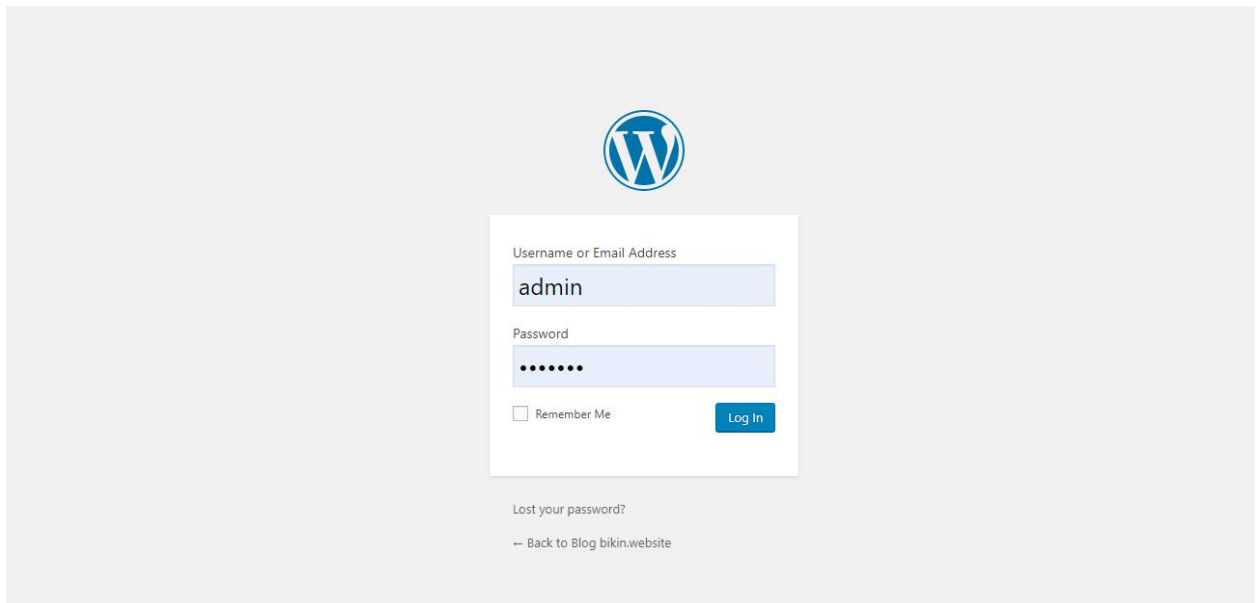 Username or Email Address
admin
Password
•••••••
Remember Me
Log In
Lost your password?
← Back to Blog bikin.website